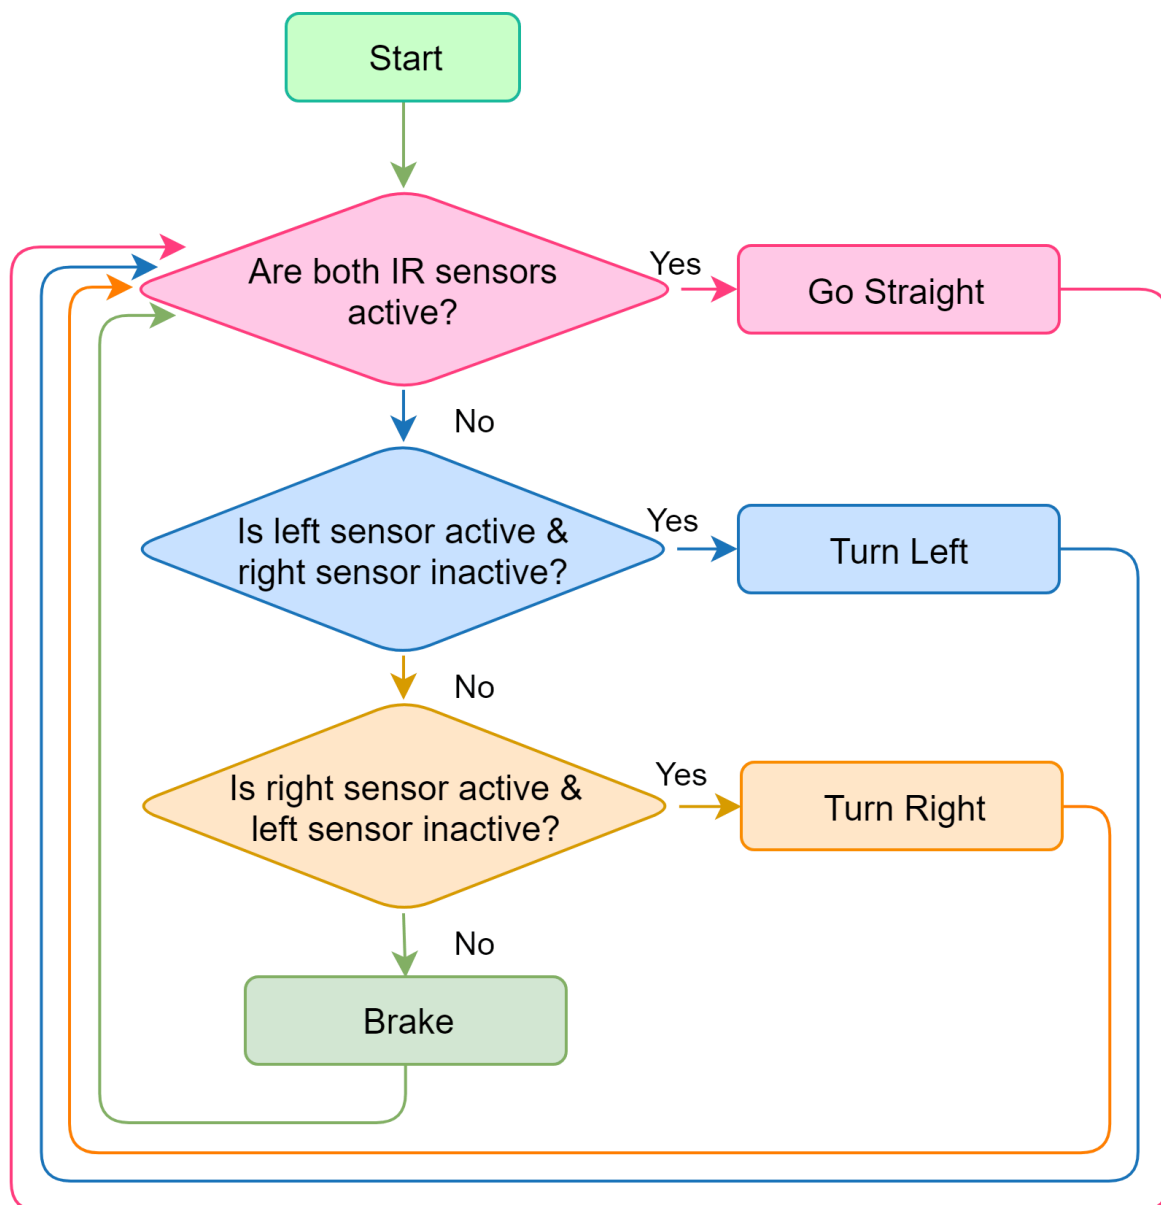 Start
Are both IR sensors
active?
Yes
Go Straight
No
Is left sensor active &
right sensor inactive?
Yes
Turn Left
No
Is right sensor active &
left sensor inactive?
Yes
Turn Right
No
Brake